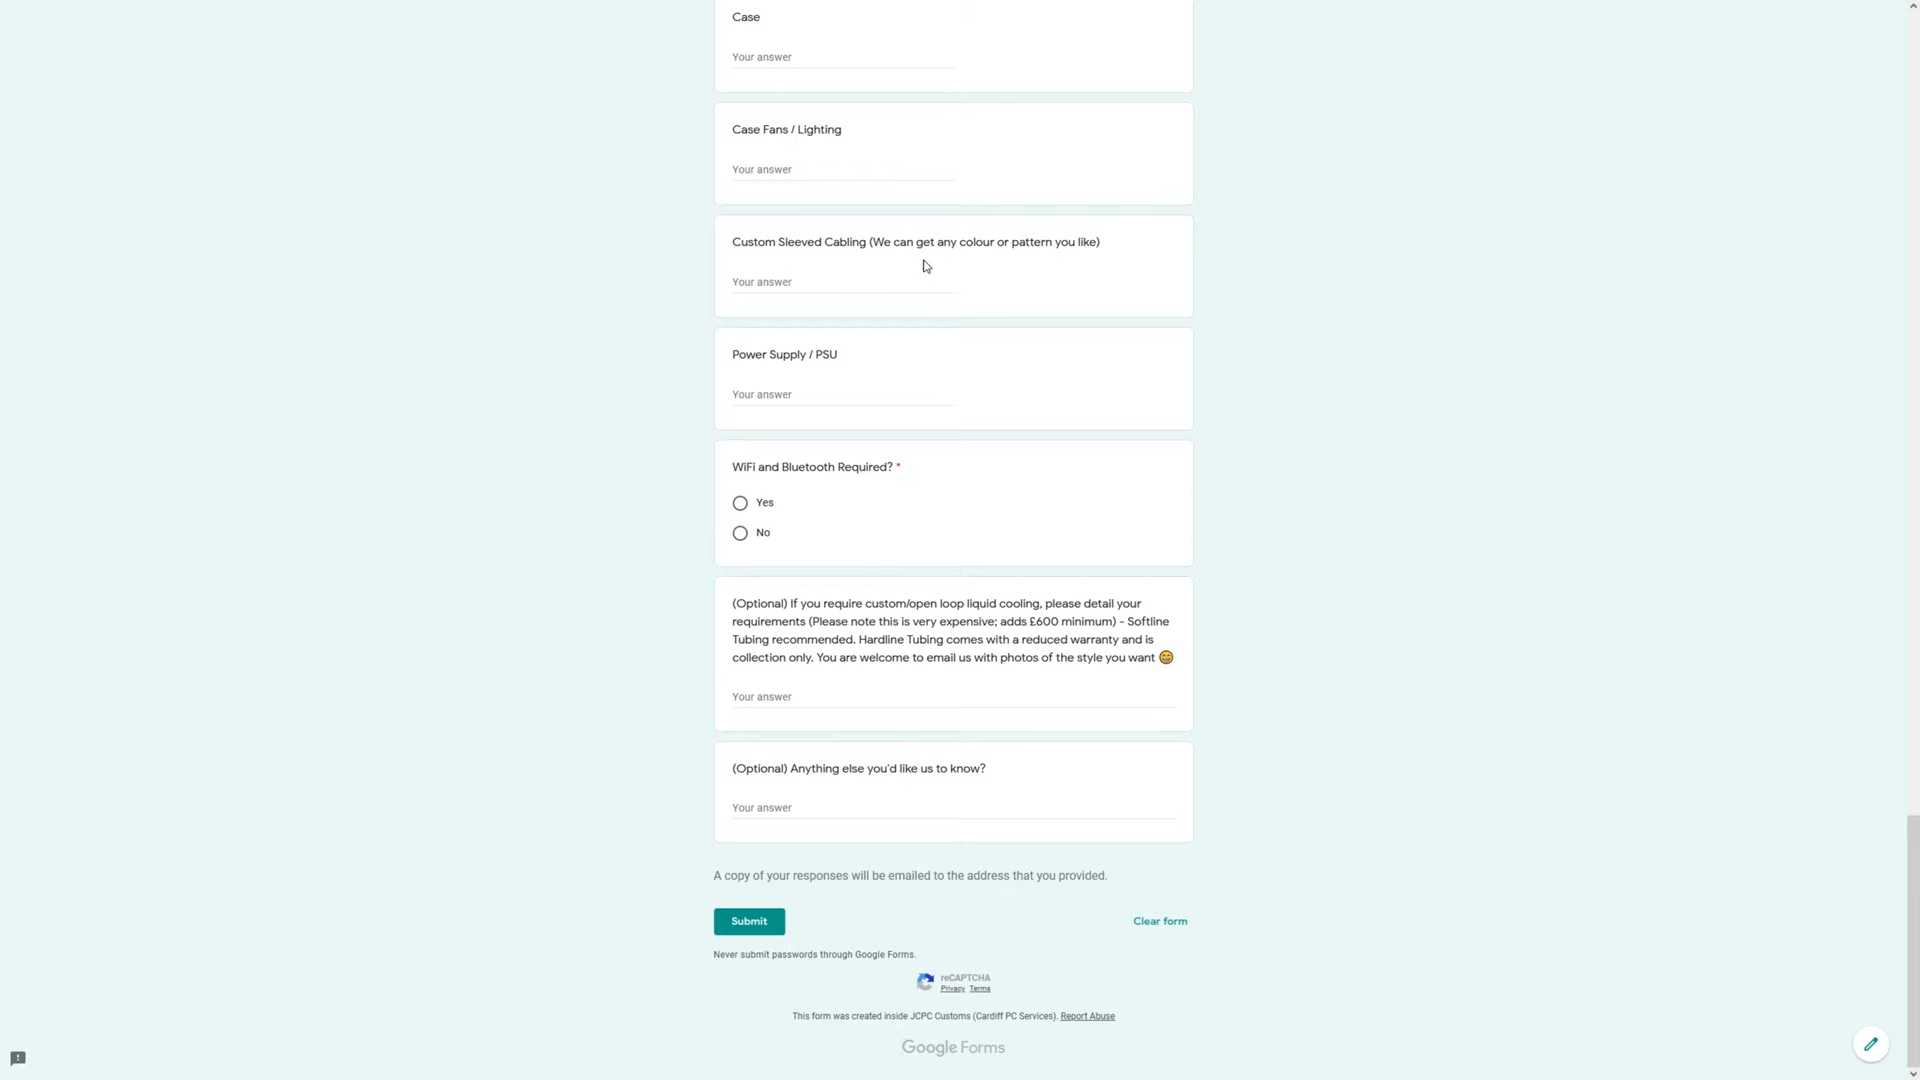 Case
Your answer
Case Fans / Lighting
Your answer
Custom Sleeved Cabling (We can get any colour or pattern you like)
Your answer
Power Supply / PSU
Your answer
WiFi and Bluetooth Required? *
Yes
No
(Optional) If you require custom/open loop liquid cooling, please detail your
requirements (Please note this is very expensive; adds £600 minimum) - Softline
Tubing recommended. Hardline Tubing comes with a reduced warranty and is
collection only. You are welcome to email us with photos of the style you want 😄
Your answer
(Optional) Anything else you'd like us to know?
Your answer
A copy of your responses will be emailed to the address that you provided.
Submit
Clear form
Never submit passwords through Google Forms.
reCAPTCHA
Privacy Terms
This form was created inside JCPC Customs (Cardiff PC Services). Report Abuse
Google Forms